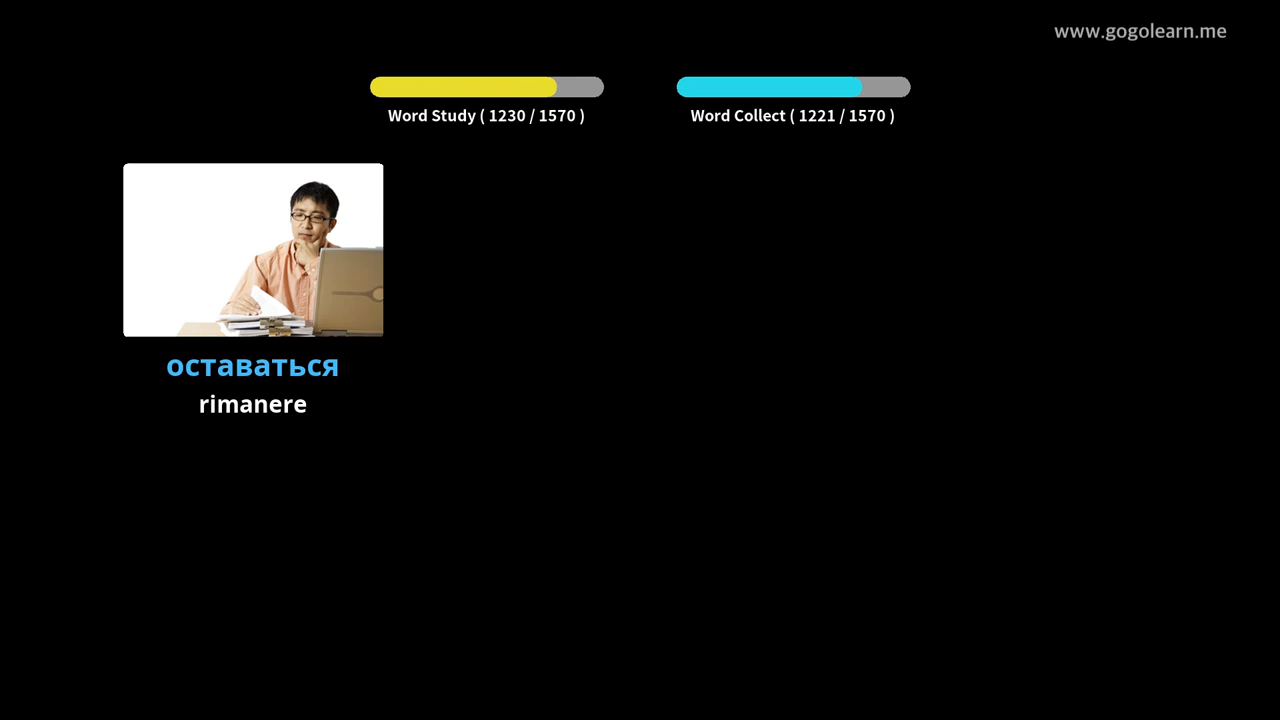 www.gogolearn.me
Word Study ( 1230 / 1570 )
Word Collect ( 1221 / 1570 )
оставаться
rimanere